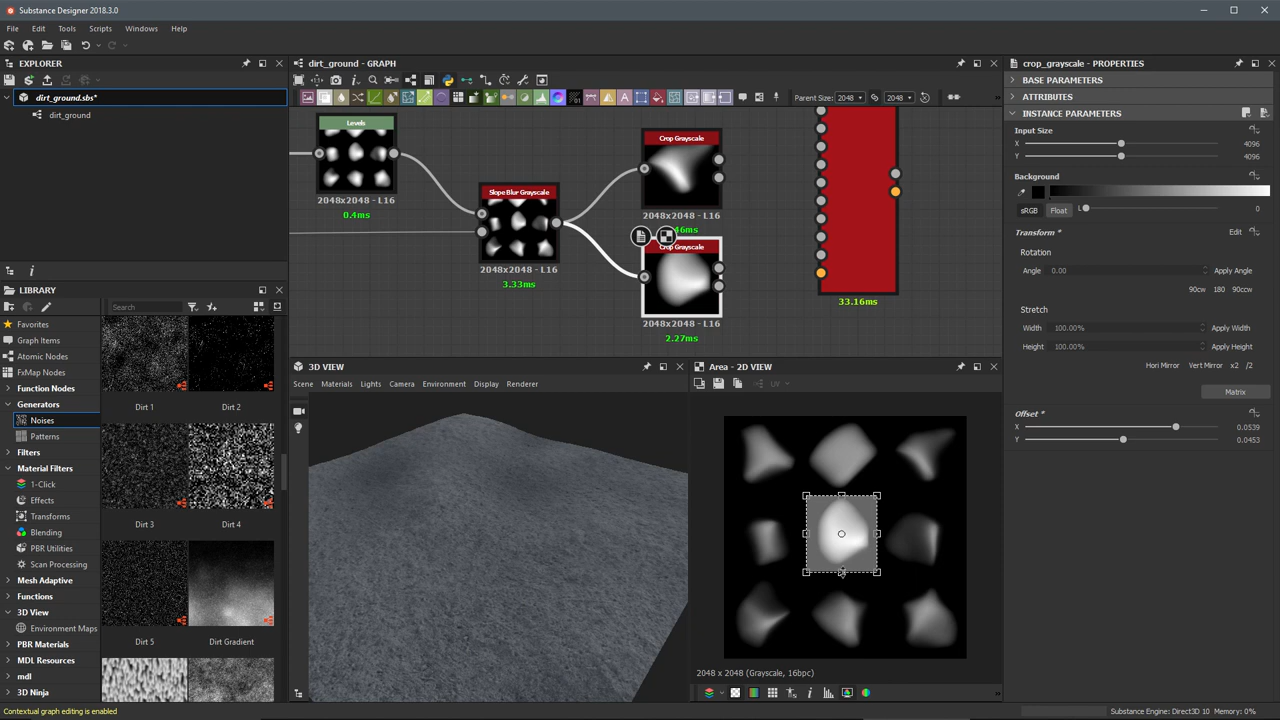 Substance Designer 2018.3.0
File Edit Tools Scripts Windows Help
EXPLORER
dirt_ground.sbs*
dirt_ground
LIBRARY
Search
Favorites
Graph Items
Atomic Nodes
FxMap Nodes
Function Nodes
Generators
Noises
Patterns
Filters
Material Filters
1-Click
Effects
Transforms
Blending
PBR Utilities
Scan Processing
Mesh Adaptive
Functions
3D View
Environment Maps
PBR Materials
MDL Resources
mdl
3D Ninja
Dirt 1
Dirt 2
Dirt 3
Dirt 4
Dirt 5
Dirt Gradient
dirt_ground - GRAPH
Parent Size: 2048 2048
Levels
2048x2048 - L16
0.4ms
Slope Blur Grayscale
2048x2048 - L16
3.33ms
Crop Grayscale
2048x2048 - L16
46ms
Crop Grayscale
2048x2048 - L16
2.27ms
33.16ms
3D VIEW
Scene Materials Lights Camera Environment Display Renderer
Area - 2D VIEW
UV
2048 x 2048 (Grayscale, 16bpc)
crop_grayscale - PROPERTIES
BASE PARAMETERS
ATTRIBUTES
INSTANCE PARAMETERS
Input Size
X 4096
Y 4096
Background
sRGB Float L 0
Transform * Edit
Rotation
Angle 0.00 Apply Angle
90cw 180 90ccw
Stretch
Width 100.00% Apply Width
Height 100.00% Apply Height
Hori Mirror Vert Mirror x2 /2
Matrix
Offset *
X 0.0539
Y 0.0453
Contextual graph editing is enabled
Substance Engine: Direct3D 10 Memory: 0%